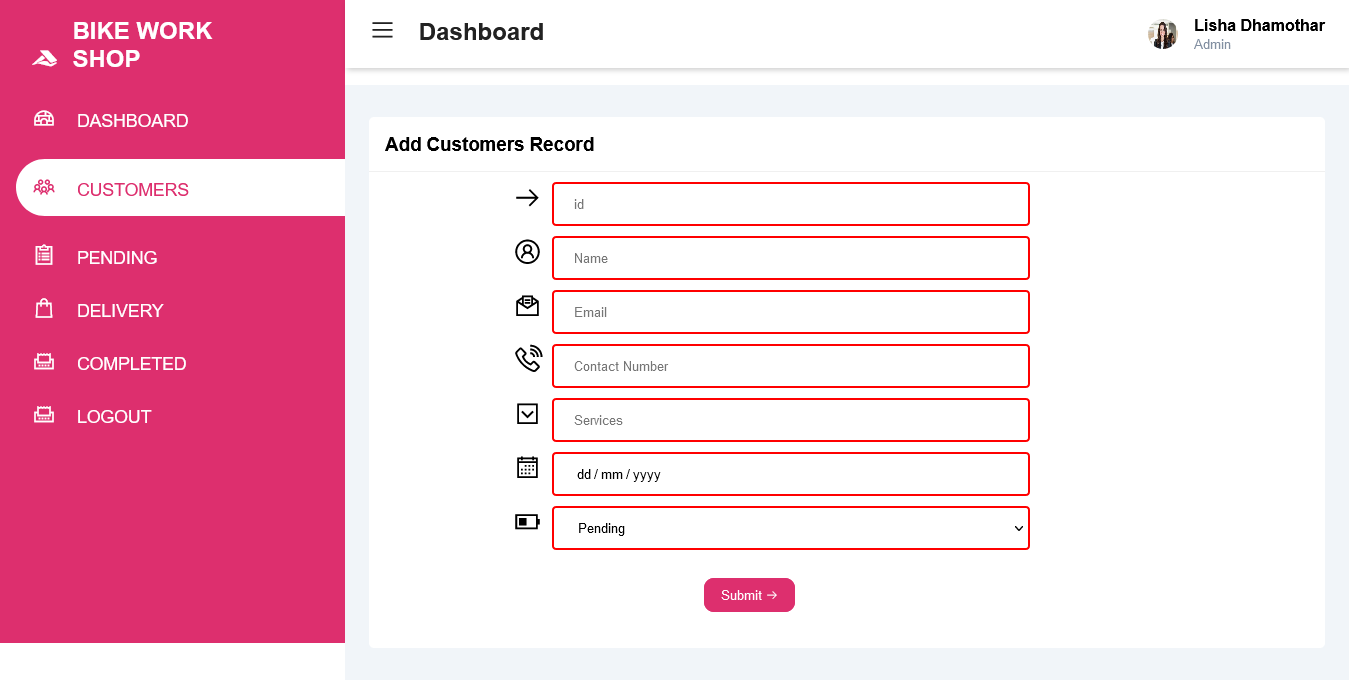 BIKE WORK
SHOP
DASHBOARD
CUSTOMERS
PENDING
DELIVERY
COMPLETED
LOGOUT
Dashboard
Lisha Dhamothar
Admin
Add Customers Record
id
Name
Email
Contact Number
Services
dd / mm / yyyy
Pending
Submit →